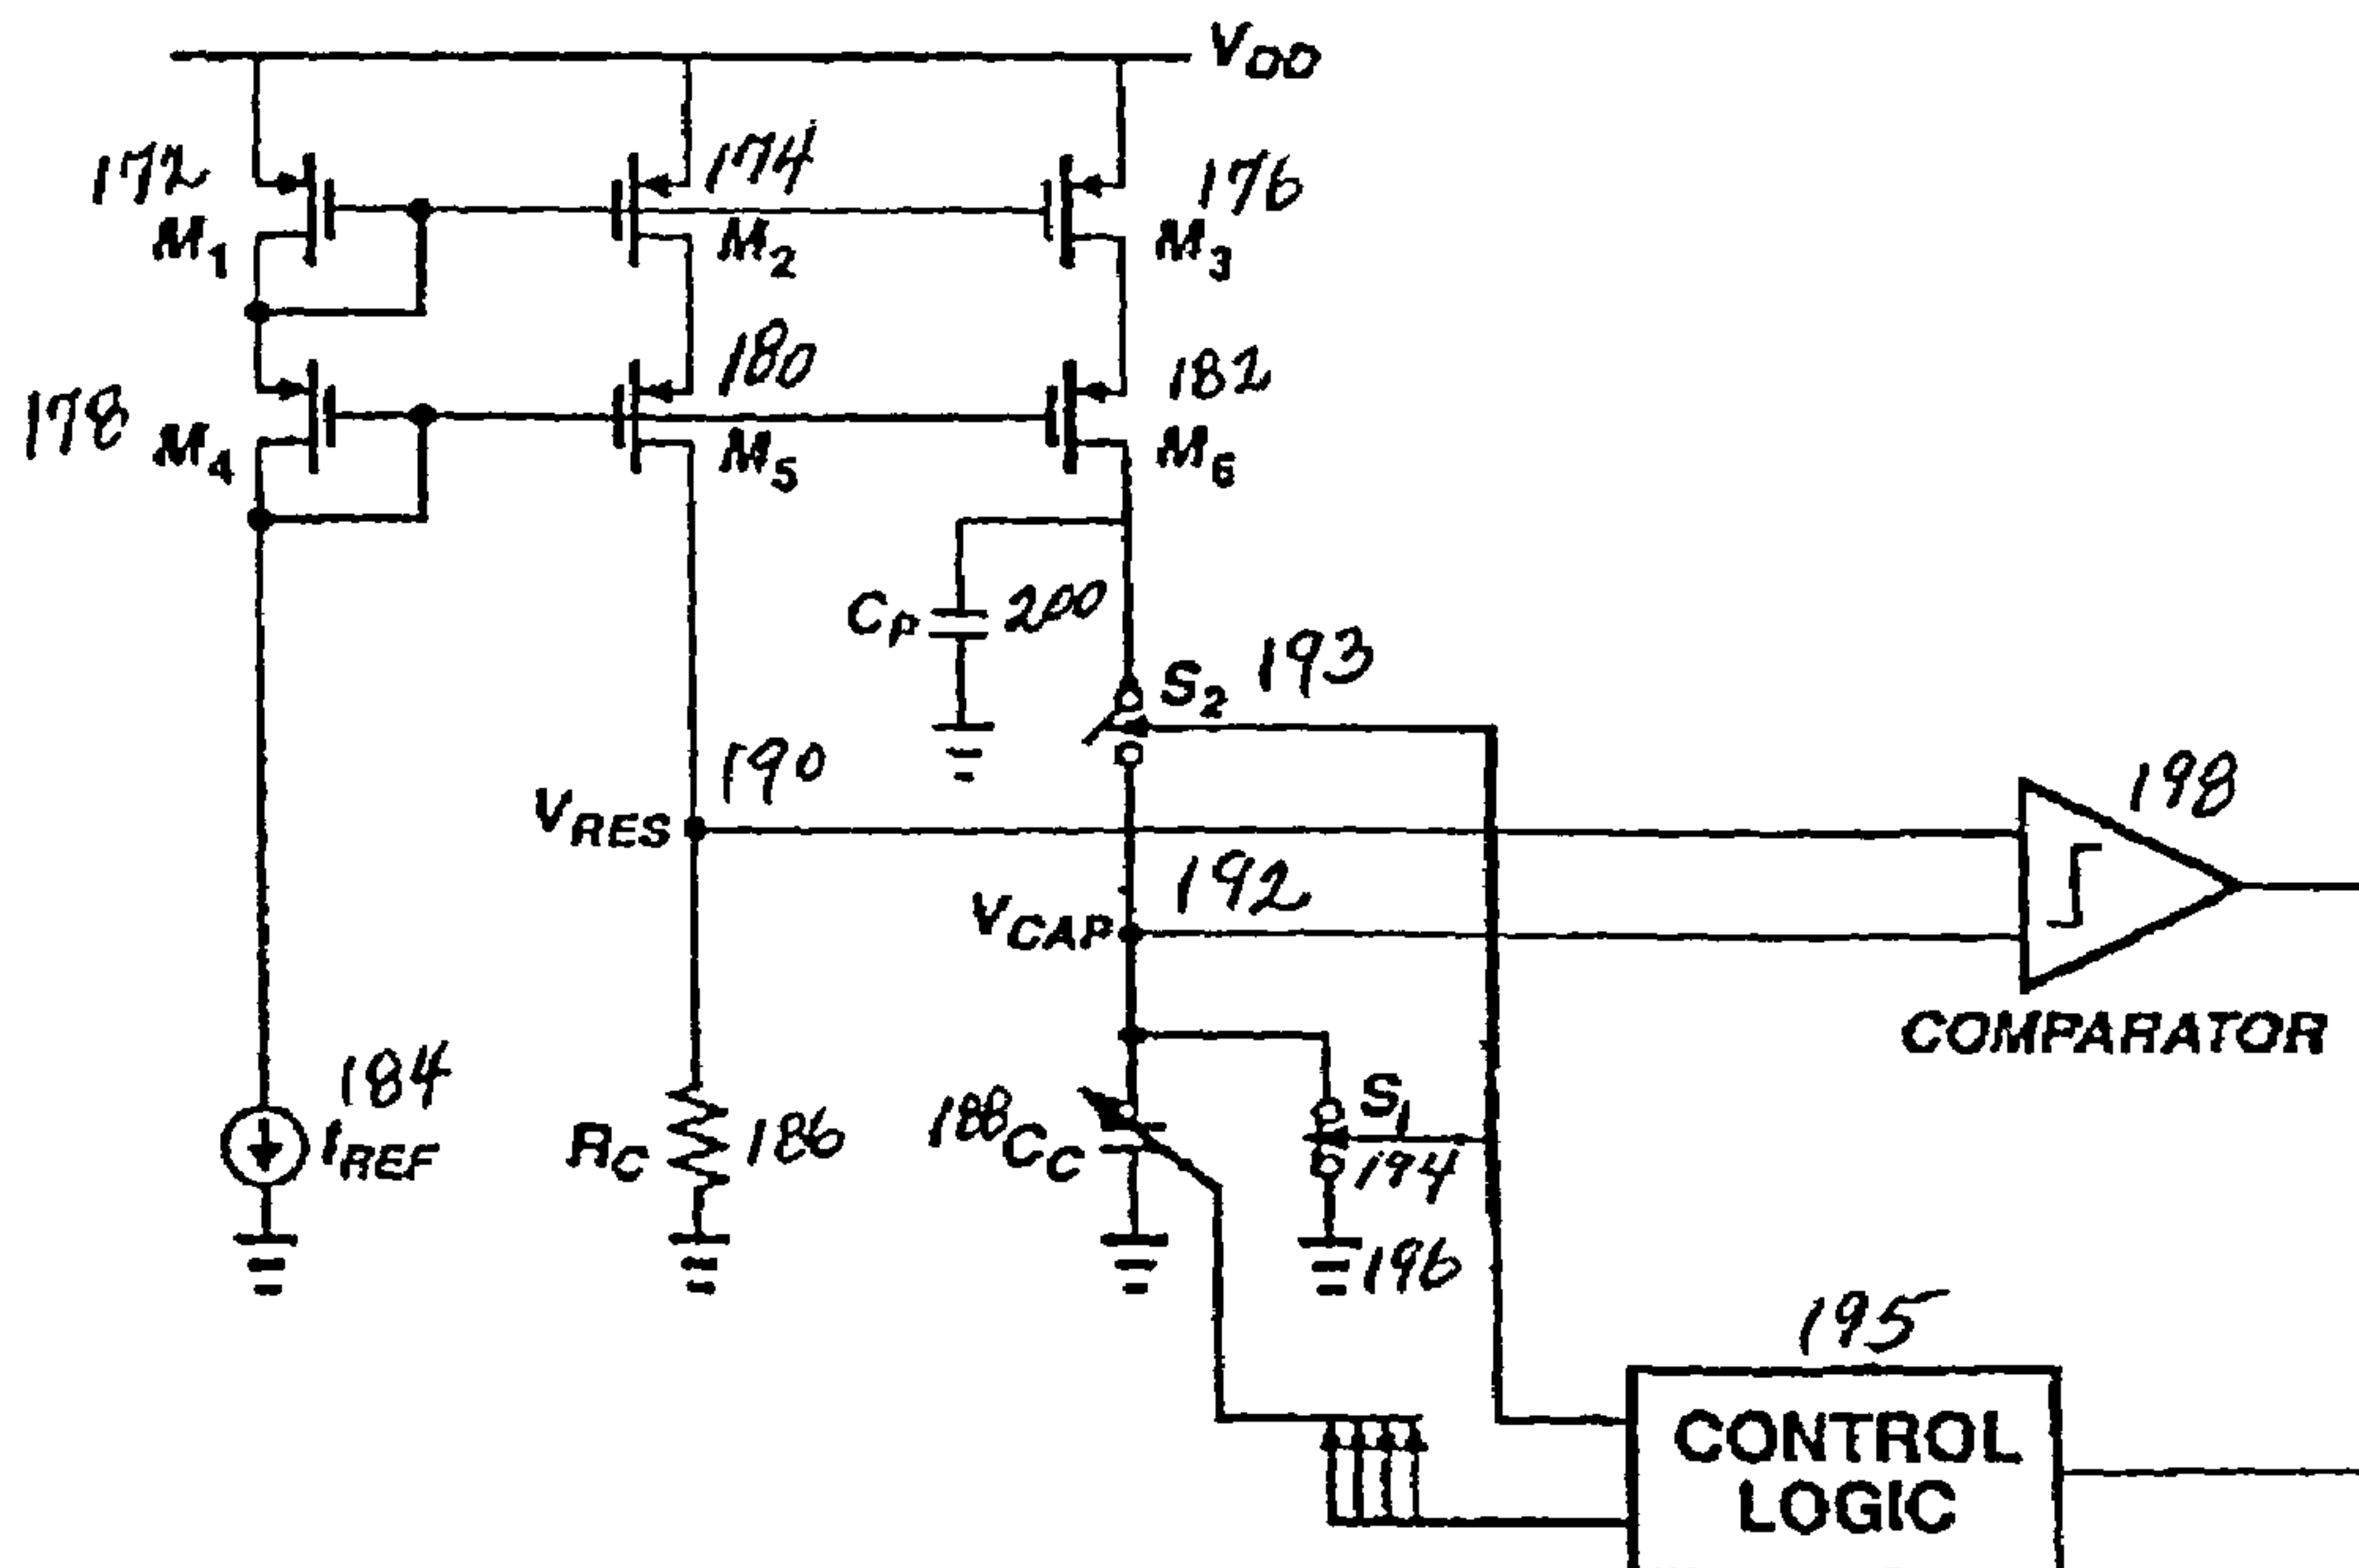 VDD
172
M1
174
M2
176
M3
178
M4
180
M5
182
M6
CP
200
S2
193
190
VRES
198
192
VCAP
COMPARATOR
184
IREF
RC
186
188
CC
S1
194
196
195
CONTROL
LOGIC